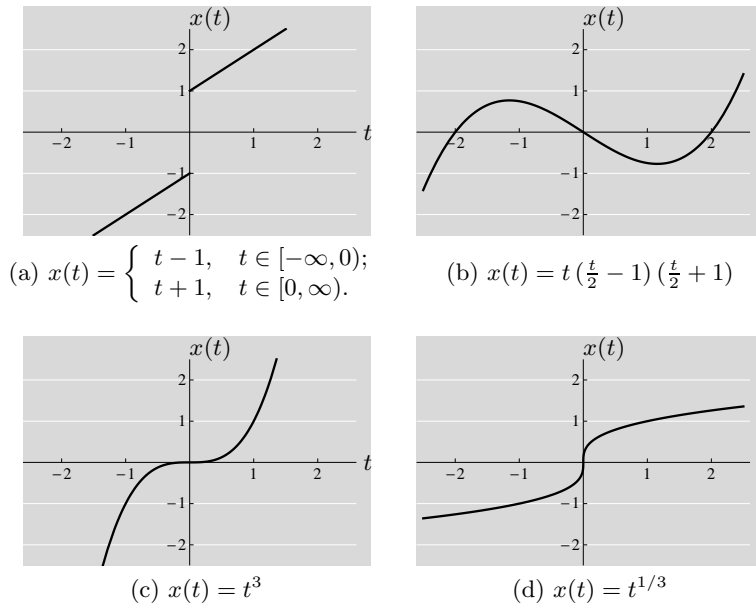 x(t) x(t)
2 2
1 1
−2 −1 1 2 t −2 −1 1 2
−1 −1
−2 −2
(a) x(t) = { t − 1, t ∈ [−∞, 0);
t + 1, t ∈ [0, ∞).
(b) x(t) = t (t/2 − 1) (t/2 + 1)
x(t) x(t)
2 2
1 1
−2 −1 1 2 t −2 −1 1 2
−1 −1
−2 −2
(c) x(t) = t³ (d) x(t) = t^{1/3}